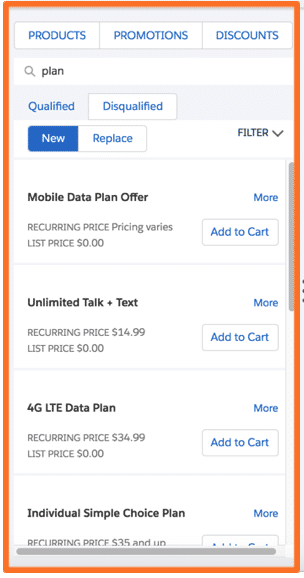 PRODUCTS PROMOTIONS DISCOUNTS
plan
Qualified Disqualified
New Replace FILTER
Mobile Data Plan Offer More
RECURRING PRICE Pricing varies
LIST PRICE $0.00 Add to Cart
Unlimited Talk + Text More
RECURRING PRICE $14.99
LIST PRICE $0.00 Add to Cart
4G LTE Data Plan More
RECURRING PRICE $34.99
LIST PRICE $0.00 Add to Cart
Individual Simple Choice Plan More
RECURRING PRICE $35 and up Add to Cart